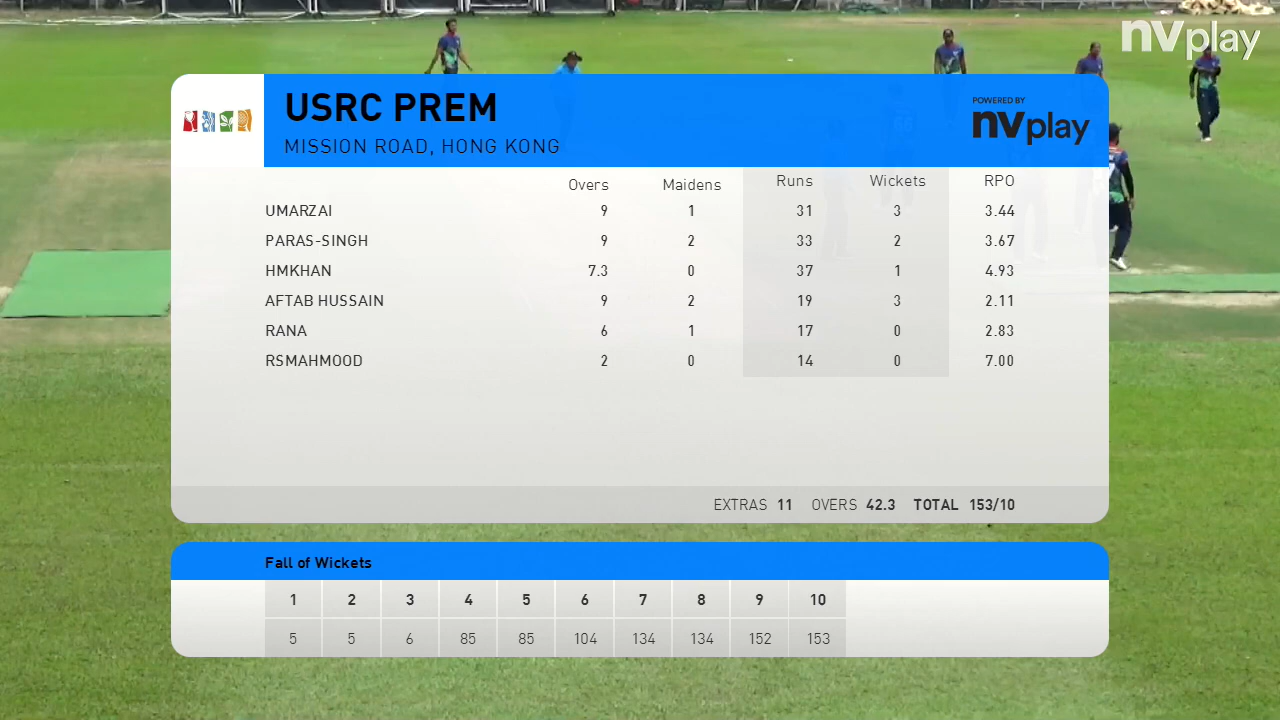 nvplay
USRC PREM
MISSION ROAD, HONG KONG
POWERED BY
nvplay
Overs Maidens Runs Wickets RPO
UMARZAI 9 1 31 3 3.44
PARAS-SINGH 9 2 33 2 3.67
HMKHAN 7.3 0 37 1 4.93
AFTAB HUSSAIN 9 2 19 3 2.11
RANA 6 1 17 0 2.83
RSMAHMOOD 2 0 14 0 7.00
EXTRAS 11 OVERS 42.3 TOTAL 153/10
Fall of Wickets
1 2 3 4 5 6 7 8 9 10
5 5 6 85 85 104 134 134 152 153